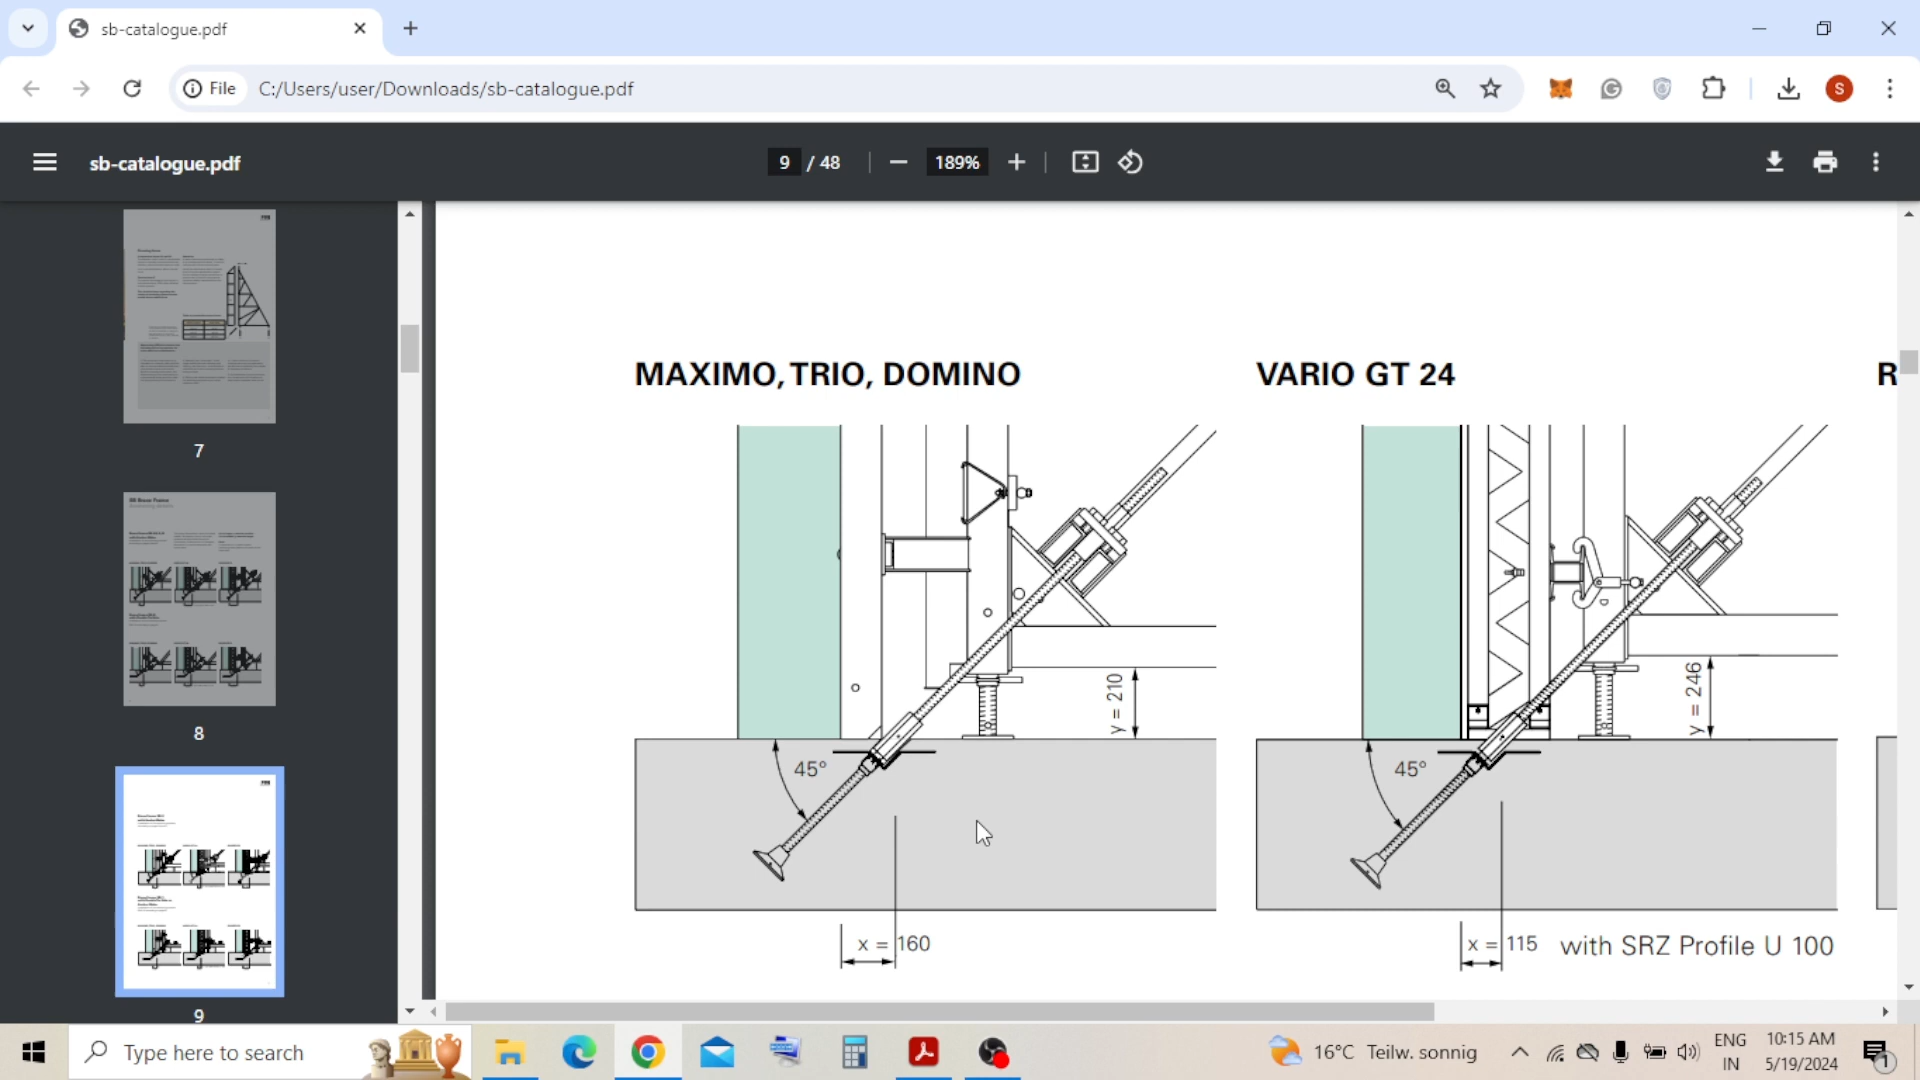 sb-catalogue.pdf
File
C:/Users/user/Downloads/sb-catalogue.pdf
S
sb-catalogue.pdf
9 / 48
189%
7
8
9
MAXIMO, TRIO, DOMINO
VARIO GT 24
R
y = 210
y = 246
45°
45°
x = 160
x = 115 with SRZ Profile U 100
Type here to search
16°C Teilw. sonnig
ENG
IN
10:15 AM
5/19/2024
1